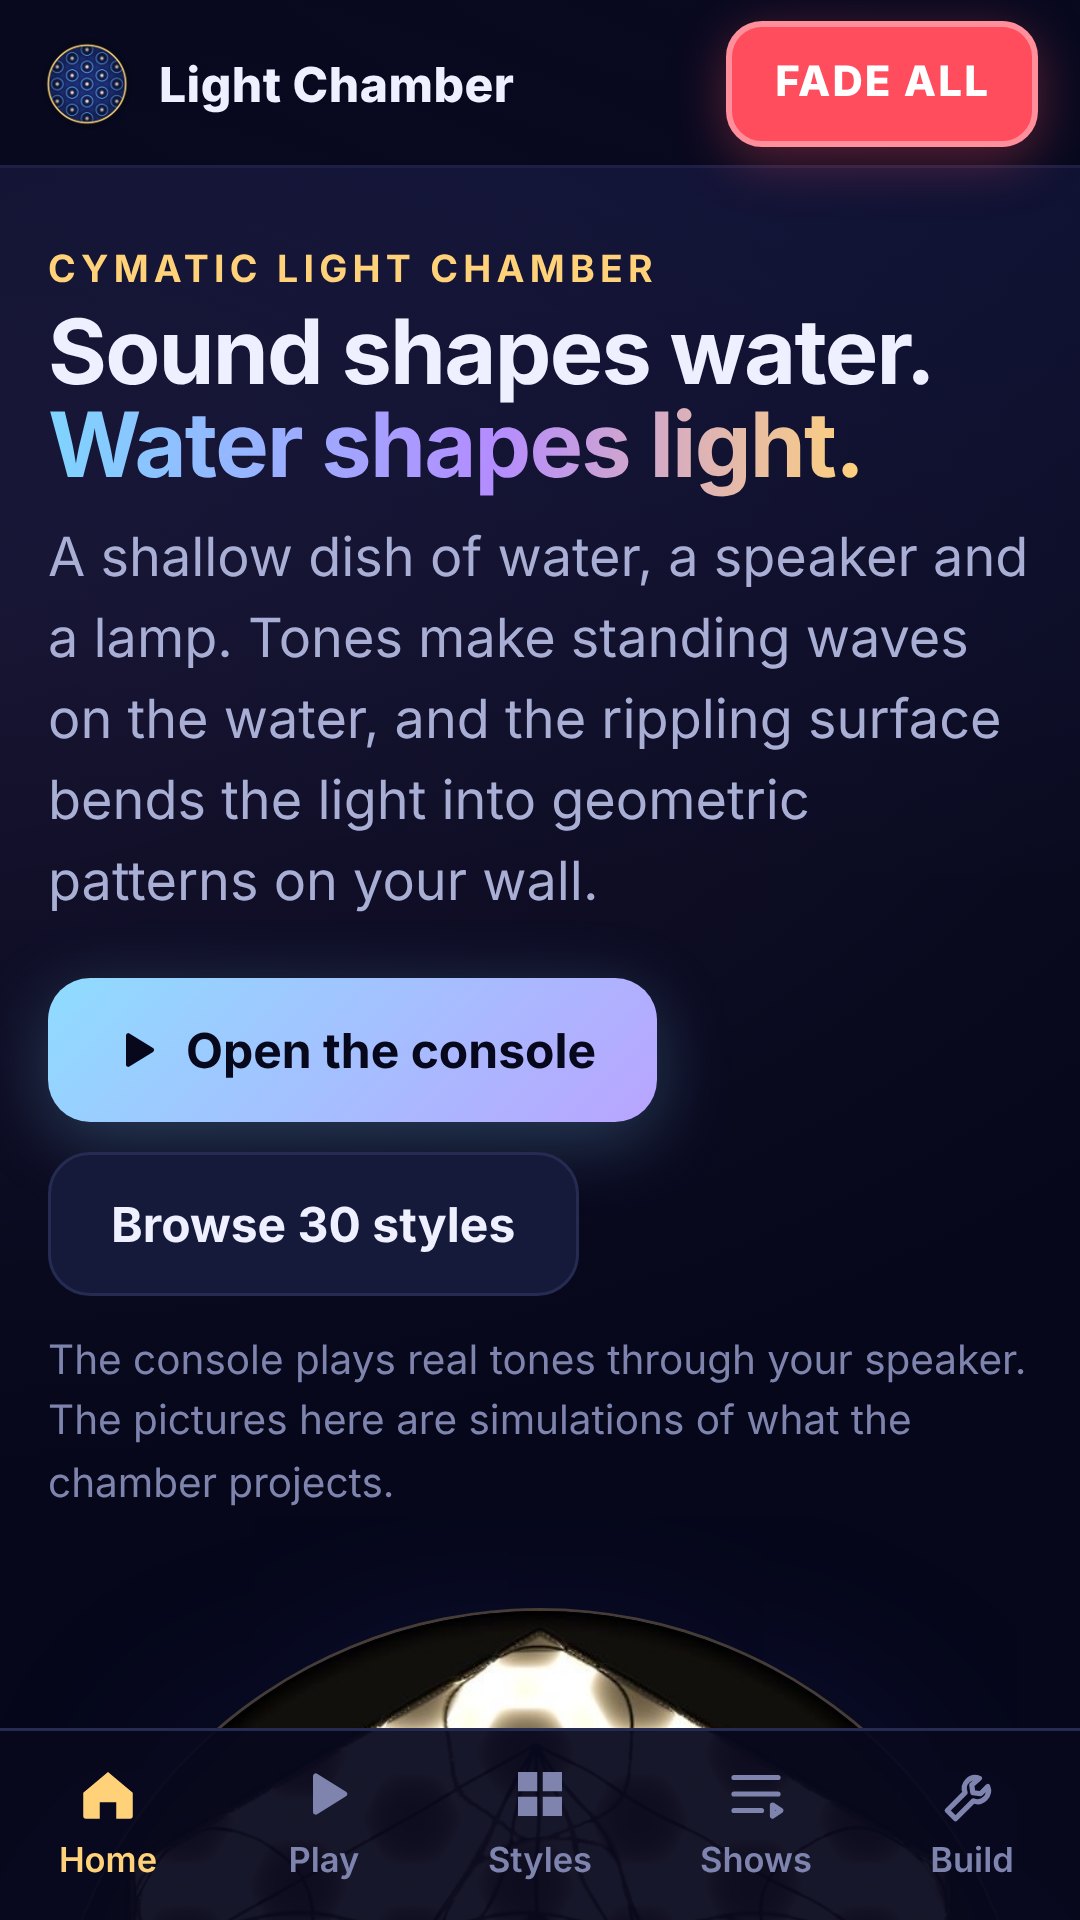 Light Chamber
FADE ALL
CYMATIC LIGHT CHAMBER
Sound shapes water.
Water shapes light.
A shallow dish of water, a speaker and
a lamp. Tones make standing waves
on the water, and the rippling surface
bends the light into geometric
patterns on your wall.
Open the console
Browse 30 styles
The console plays real tones through your speaker.
The pictures here are simulations of what the
chamber projects.
Home
Play
Styles
Shows
Build